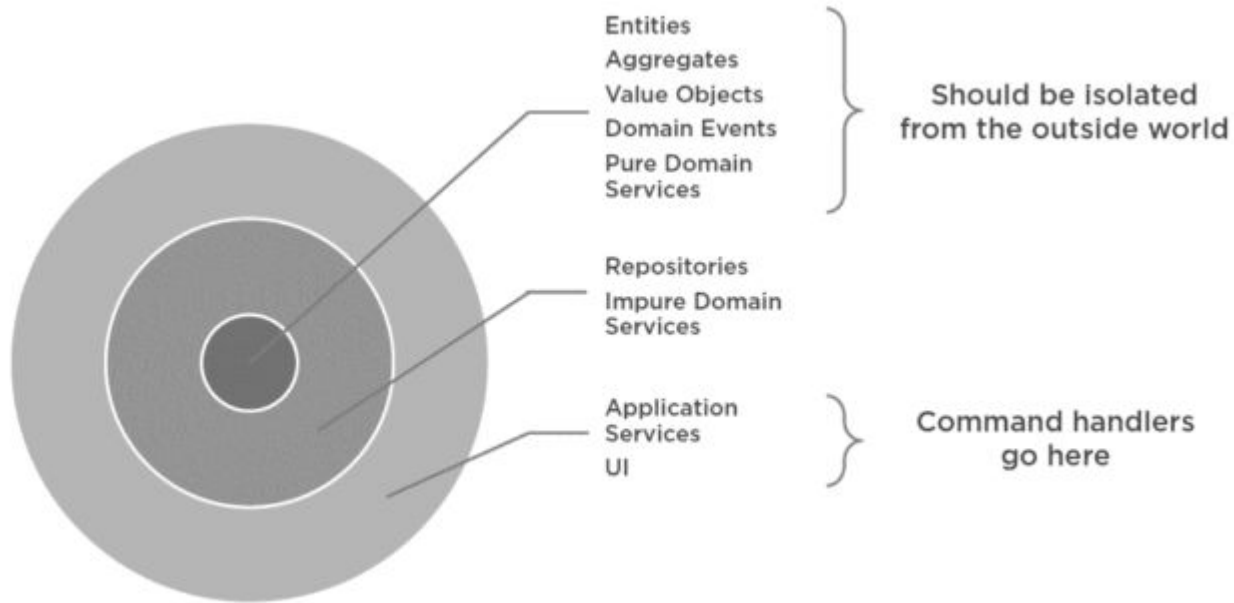 Entities
Aggregates
Value Objects
Domain Events
Pure Domain
Services
Should be isolated
from the outside world
Repositories
Impure Domain
Services
Application
Services
UI
Command handlers
go here